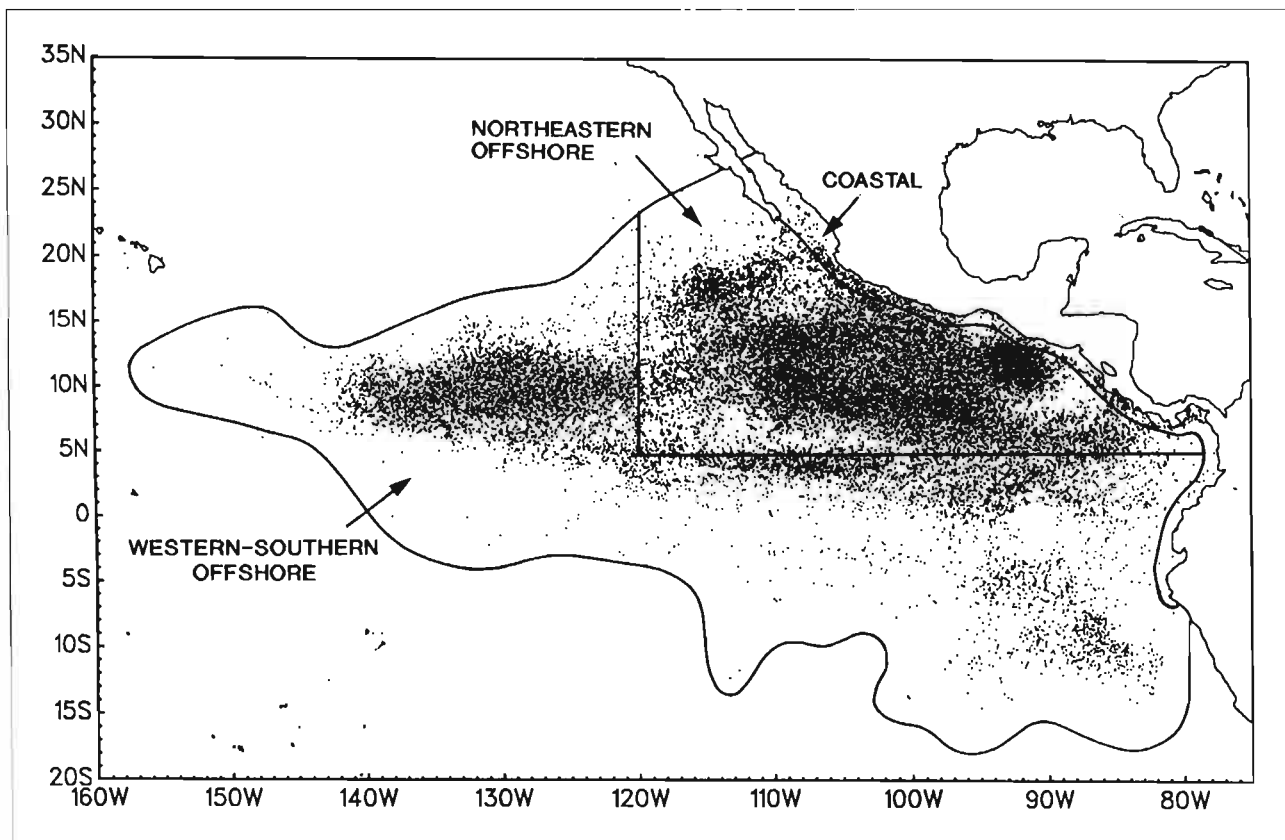 35N
30N
25N
20N
15N
10N
5N
0
5S
10S
15S
20S
160W 150W 140W 130W 120W 110W 100W 90W 80W
NORTHEASTERN
OFFSHORE
COASTAL
WESTERN-SOUTHERN
OFFSHORE